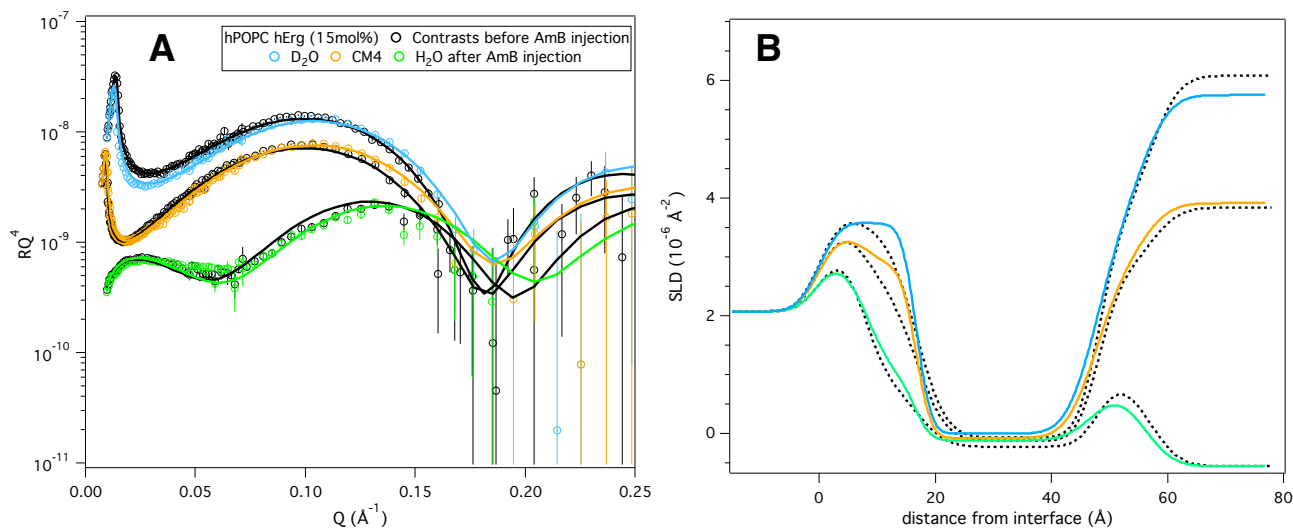 A
hPOPC hErg (15mol%) Contrasts before AmB injection
D₂O CM4 H₂O after AmB injection
10⁻⁷
10⁻⁸
10⁻⁹
10⁻¹⁰
10⁻¹¹
RQ⁴
0.00 0.05 0.10 0.15 0.20 0.25
Q (Å⁻¹)
B
6
4
2
0
SLD (10⁻⁶ Å⁻²)
0 20 40 60 80
distance from interface (Å)